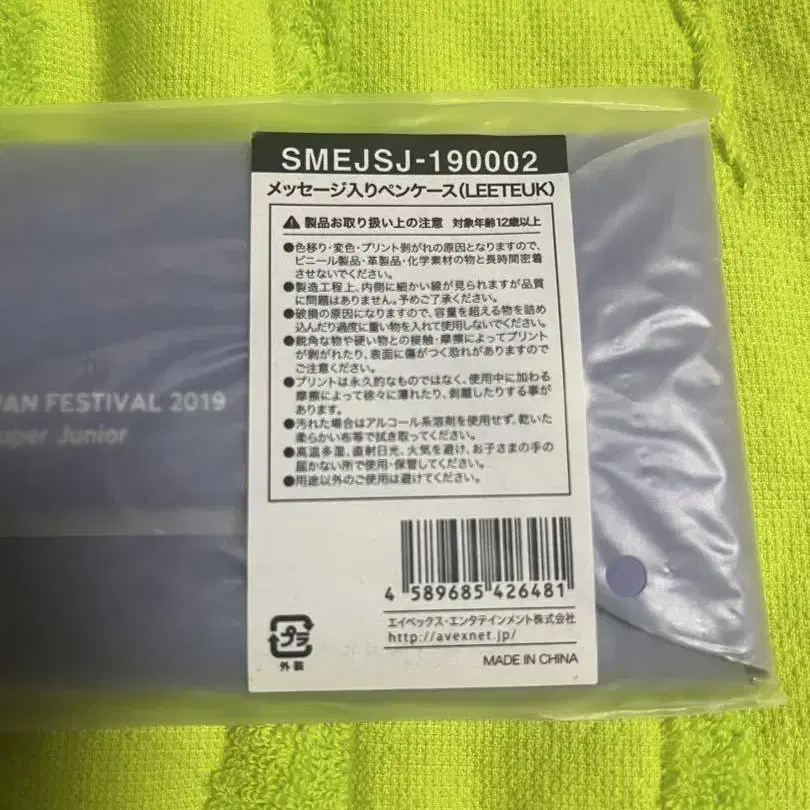 SMEJSJ-190002
メッセージ入りペンケース(LEETEUK)
製品お取り扱い上の注意 対象年齢12歳以上
●色移り・変色・プリント剥がれの原因となりますので、
ビニール製品・革製品・化学素材の物と長時間密着
させないでください。
●製造工程上、内側に細かい線が見られますが品質
に問題はありません。予めご了承ください。
●破損の原因になりますので、容量を超える物を詰め
込んだり過度に重い物を入れて使用しないでください。
●鋭角な物や硬い物との接触・摩擦によってプリント
が剥がれたり、表面に傷がつく恐れがありますので
ご注意ください。
●プリントは永久的なものではなく、使用中に加わる
摩擦によって徐々に薄れたり、剥離したりする事が
あります。
●汚れた場合はアルコール系溶剤を使用せず、乾いた
柔らかい布等で拭き取ってください。
●高温多湿、直射日光、火気を避け、お子さまの手の
届かない所で使用・保管してください。
●用途以外のご使用は避けてください。
PAN FESTIVAL 2019
Super Junior
4 589685 426481
エイベックス・エンタテインメント株式会社
http://avexnet.jp/
プラ
外装
MADE IN CHINA